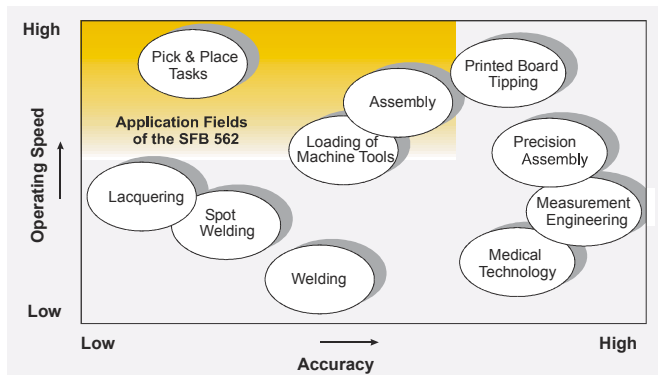 High
Pick & Place
Tasks
Printed Board
Tipping
Assembly
Application Fields
of the SFB 562
Loading of
Machine Tools
Precision
Assembly
Operating Speed
Lacquering
Spot
Welding
Measurement
Engineering
Medical
Technology
Welding
Low
Low
High
Accuracy